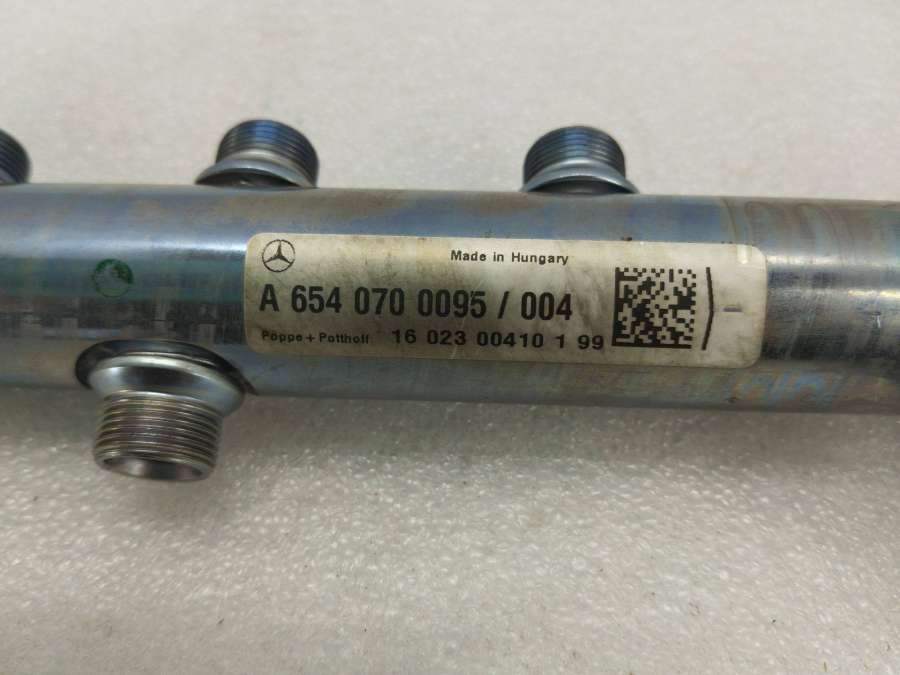 Made in Hungary
A 654 070 0095 / 004
Poppe + Potthoff 16 023 00410 1 99